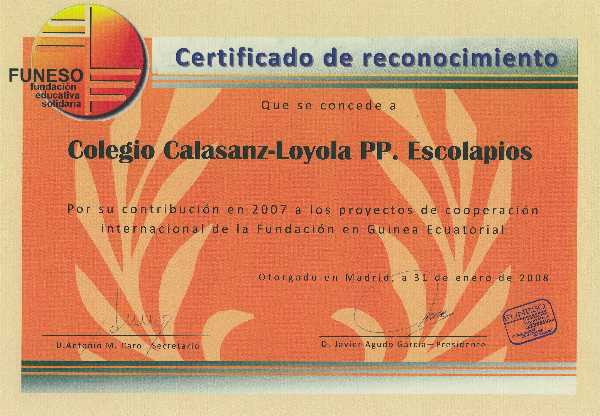 FUNESO
fundación
educativa
solidaria
Certificado de reconocimiento
Que se concede a
Colegio Calasanz-Loyola PP. Escolapios
Por su contribución en 2007 a los proyectos de cooperación
internacional de la Fundación en Guinea Ecuatorial
Otorgado en Madrid, a 31 de enero de 2008
D.Antonio M. Caro Secretario
D. Javier Agudo García—Presidente
FUNESO